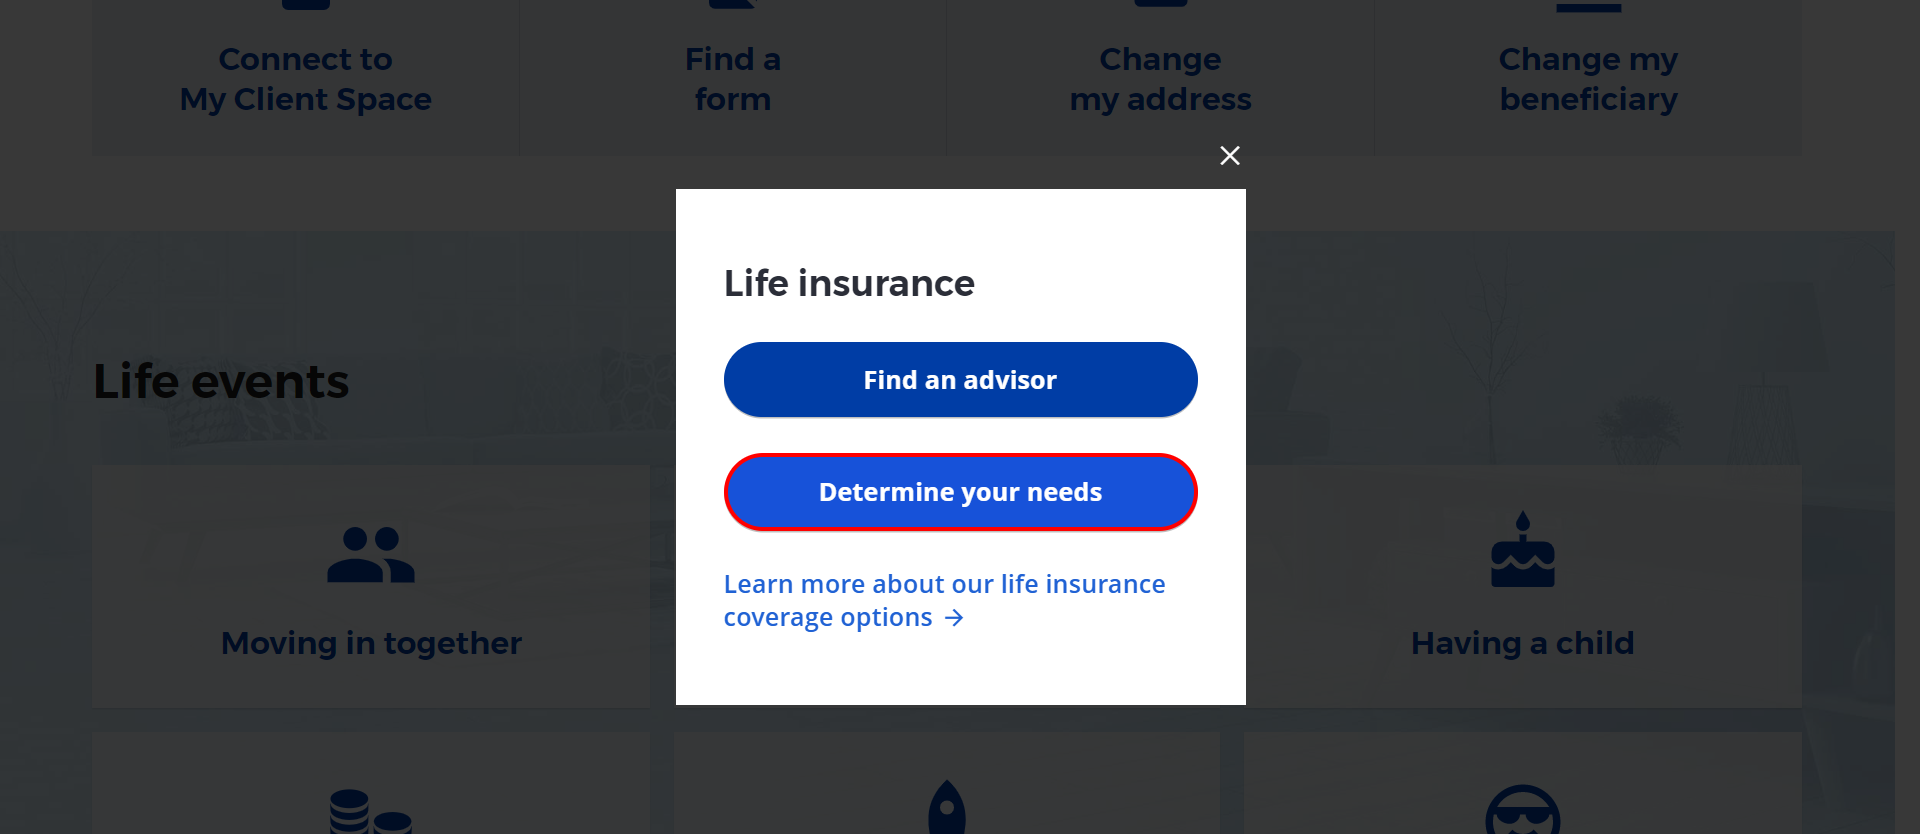 Connect to
My Client Space
Find a
form
Change
my address
Change my
beneficiary
Life insurance
Find an advisor
Determine your needs
Learn more about our life insurance
coverage options →
Life events
Moving in together
Having a child